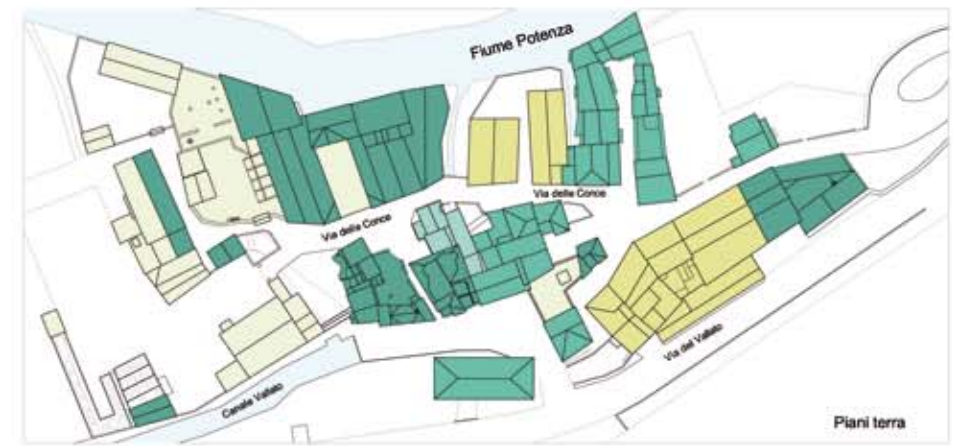 Fiume Potenza
Via delle Conce
Via delle Conce
Via del Vallato
Canale Vallato
Piani terra